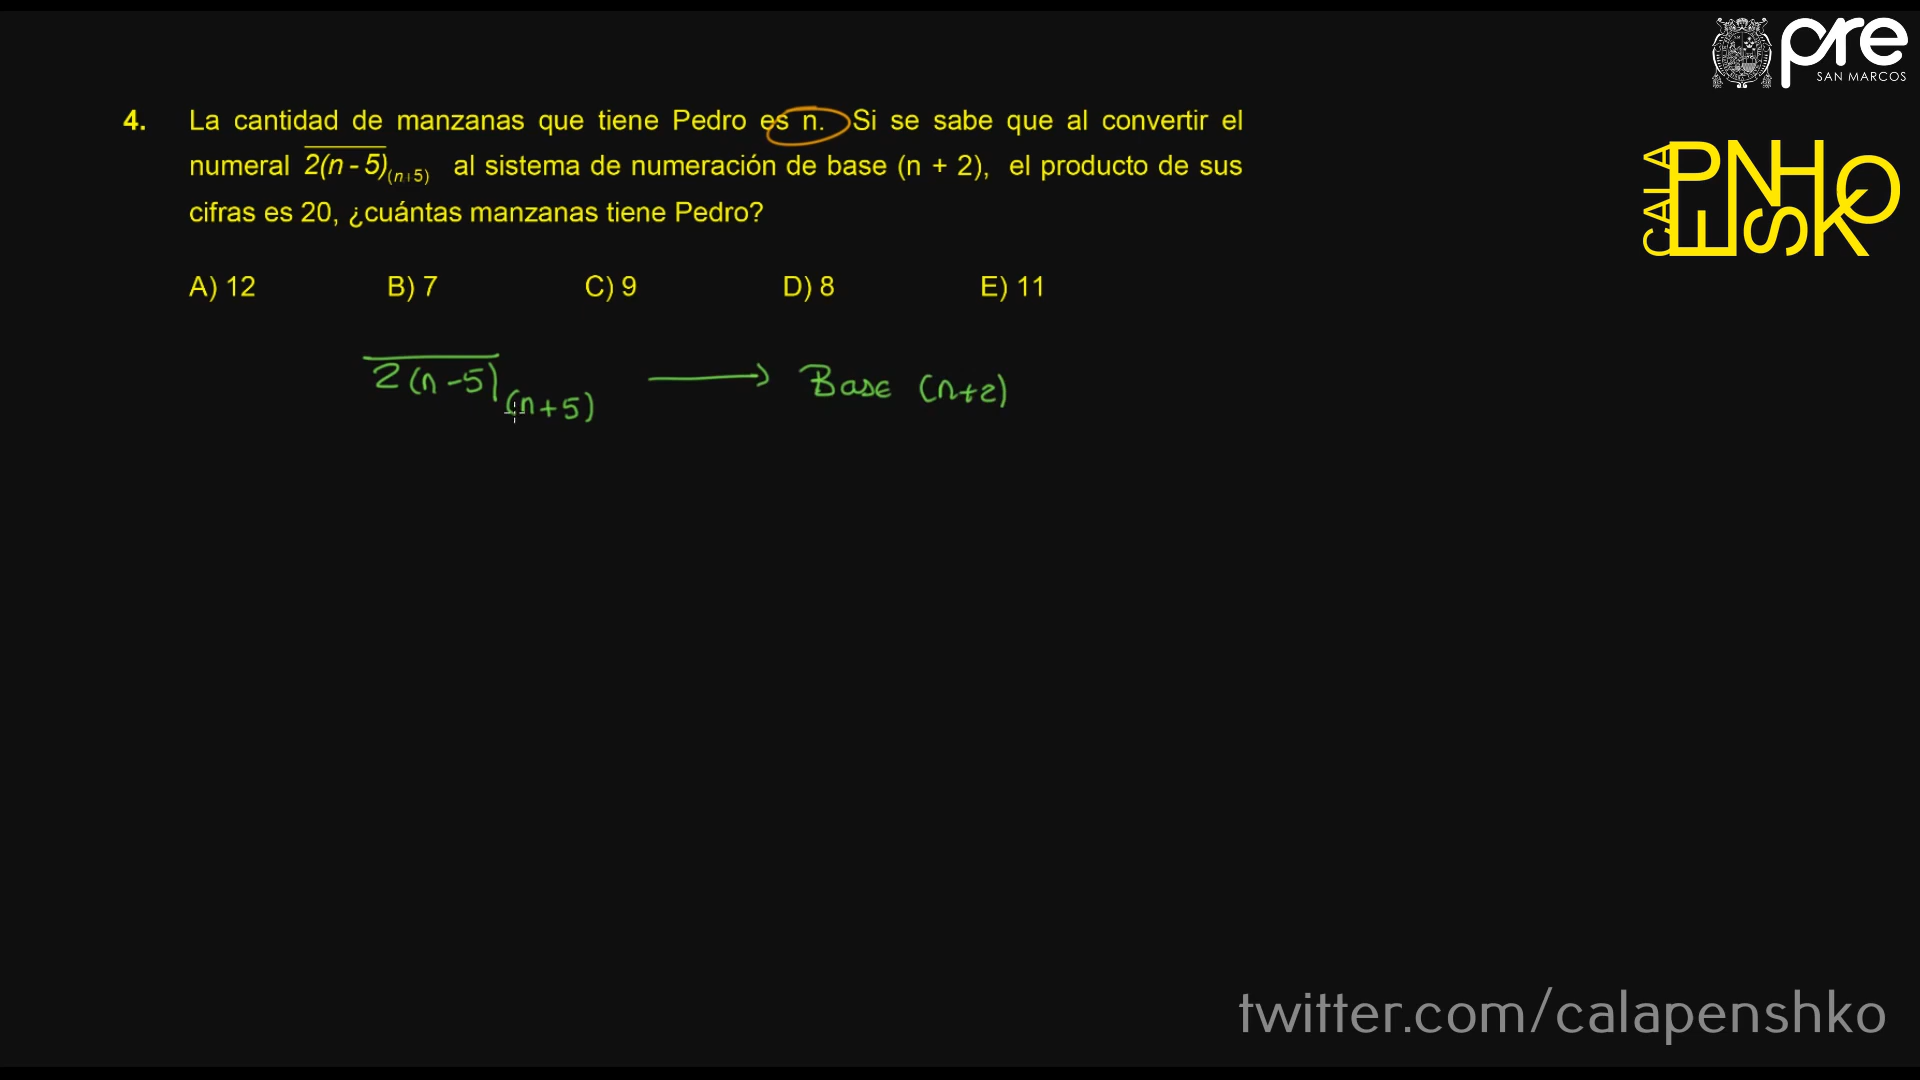 pre
SAN MARCOS
4. La cantidad de manzanas que tiene Pedro es n. Si se sabe que al convertir el
numeral 2(n - 5)(n+5) al sistema de numeración de base (n + 2), el producto de sus
cifras es 20, ¿cuántas manzanas tiene Pedro?
CALA
PENSHKO
A) 12 B) 7 C) 9 D) 8 E) 11
2(n-5)(n+5) → Base (n+2)
twitter.com/calapenshko